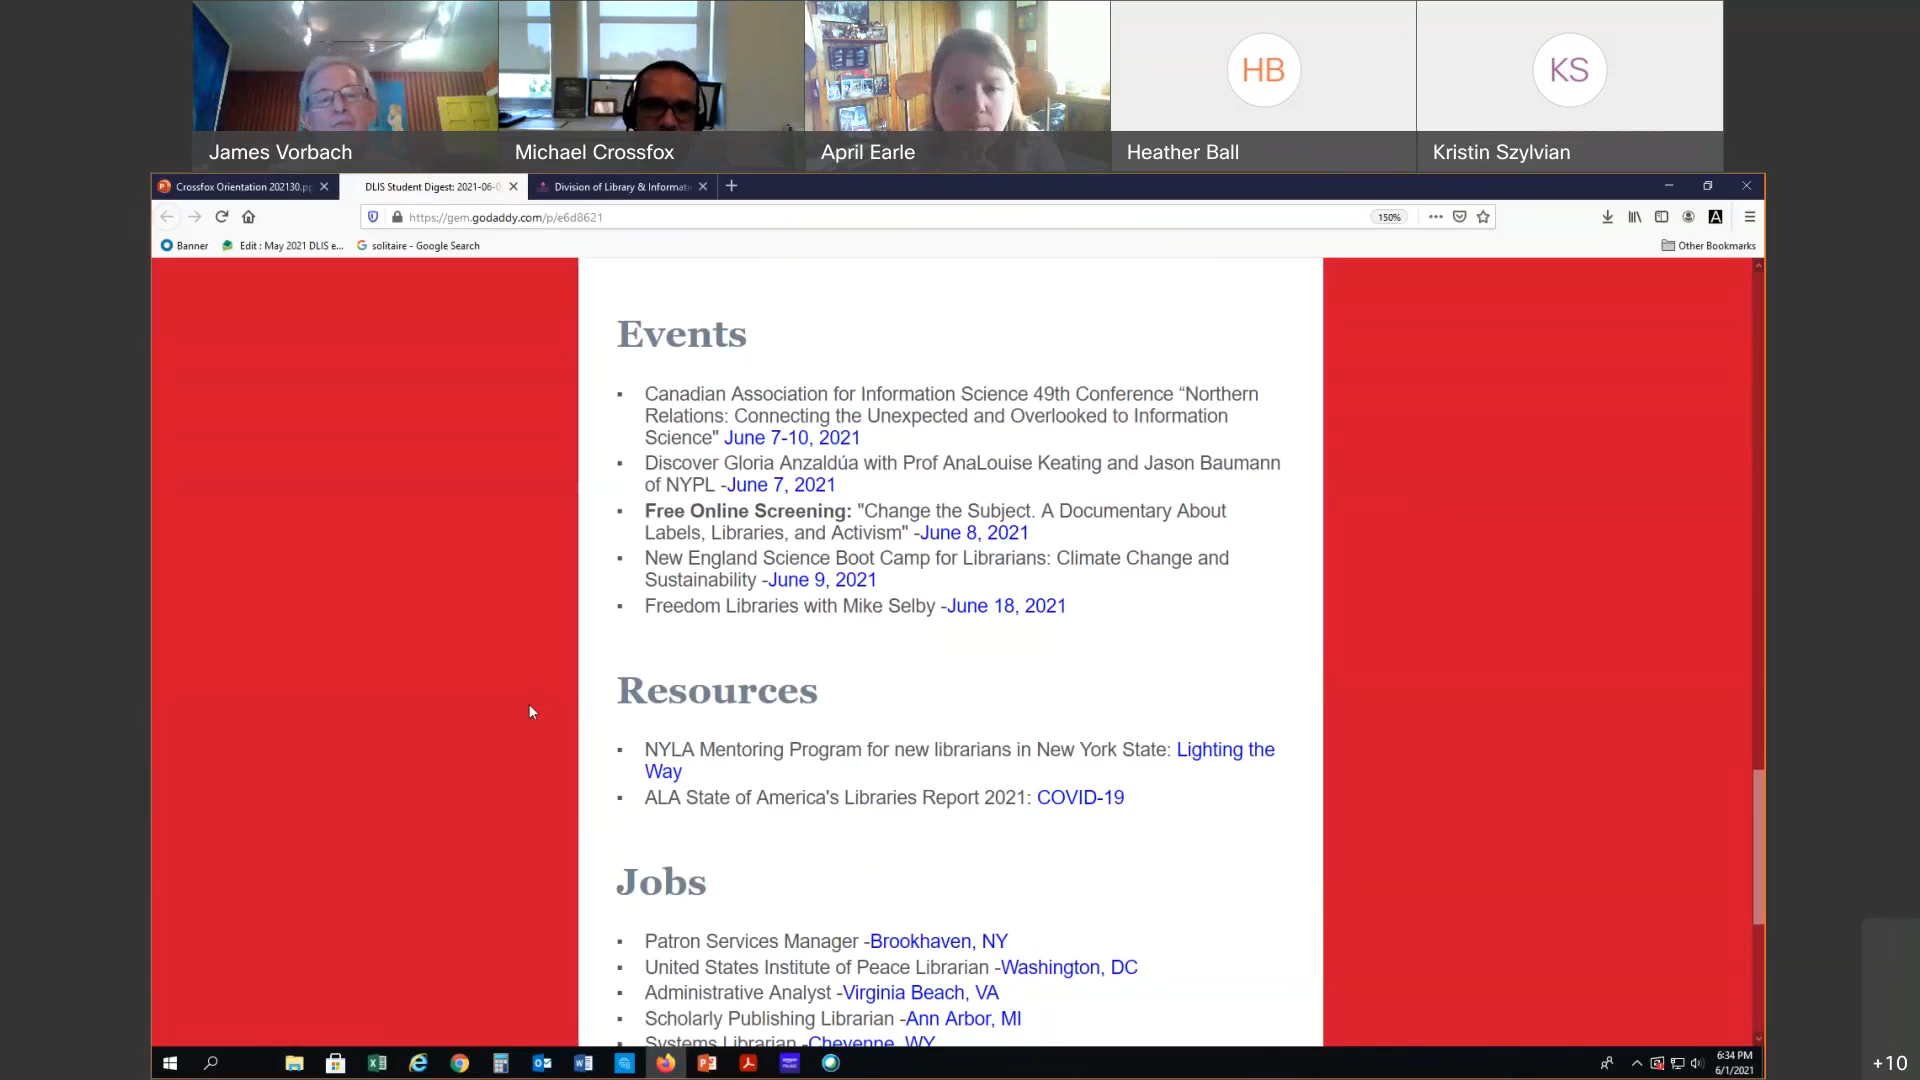 HB
KS
James Vorbach
Michael Crossfox
April Earle
Heather Ball
Kristin Szylvian
Crossfox Orientation 202130.pp
DLIS Student Digest: 2021-06-0
Division of Library & Informati
https://gem.godaddy.com/p/e6d8621
150%
Banner
Edit : May 2021 DLIS e...
solitaire - Google Search
Other Bookmarks
Events
▪ Canadian Association for Information Science 49th Conference “Northern
Relations: Connecting the Unexpected and Overlooked to Information
Science" June 7-10, 2021
▪ Discover Gloria Anzaldúa with Prof AnaLouise Keating and Jason Baumann
of NYPL -June 7, 2021
▪ Free Online Screening: "Change the Subject. A Documentary About
Labels, Libraries, and Activism" -June 8, 2021
▪ New England Science Boot Camp for Librarians: Climate Change and
Sustainability -June 9, 2021
▪ Freedom Libraries with Mike Selby -June 18, 2021
Resources
▪ NYLA Mentoring Program for new librarians in New York State: Lighting the
Way
▪ ALA State of America's Libraries Report 2021: COVID-19
Jobs
▪ Patron Services Manager -Brookhaven, NY
▪ United States Institute of Peace Librarian -Washington, DC
▪ Administrative Analyst -Virginia Beach, VA
▪ Scholarly Publishing Librarian -Ann Arbor, MI
▪ Systems Librarian -Cheyenne, WY
6:34 PM
6/1/2021
+10